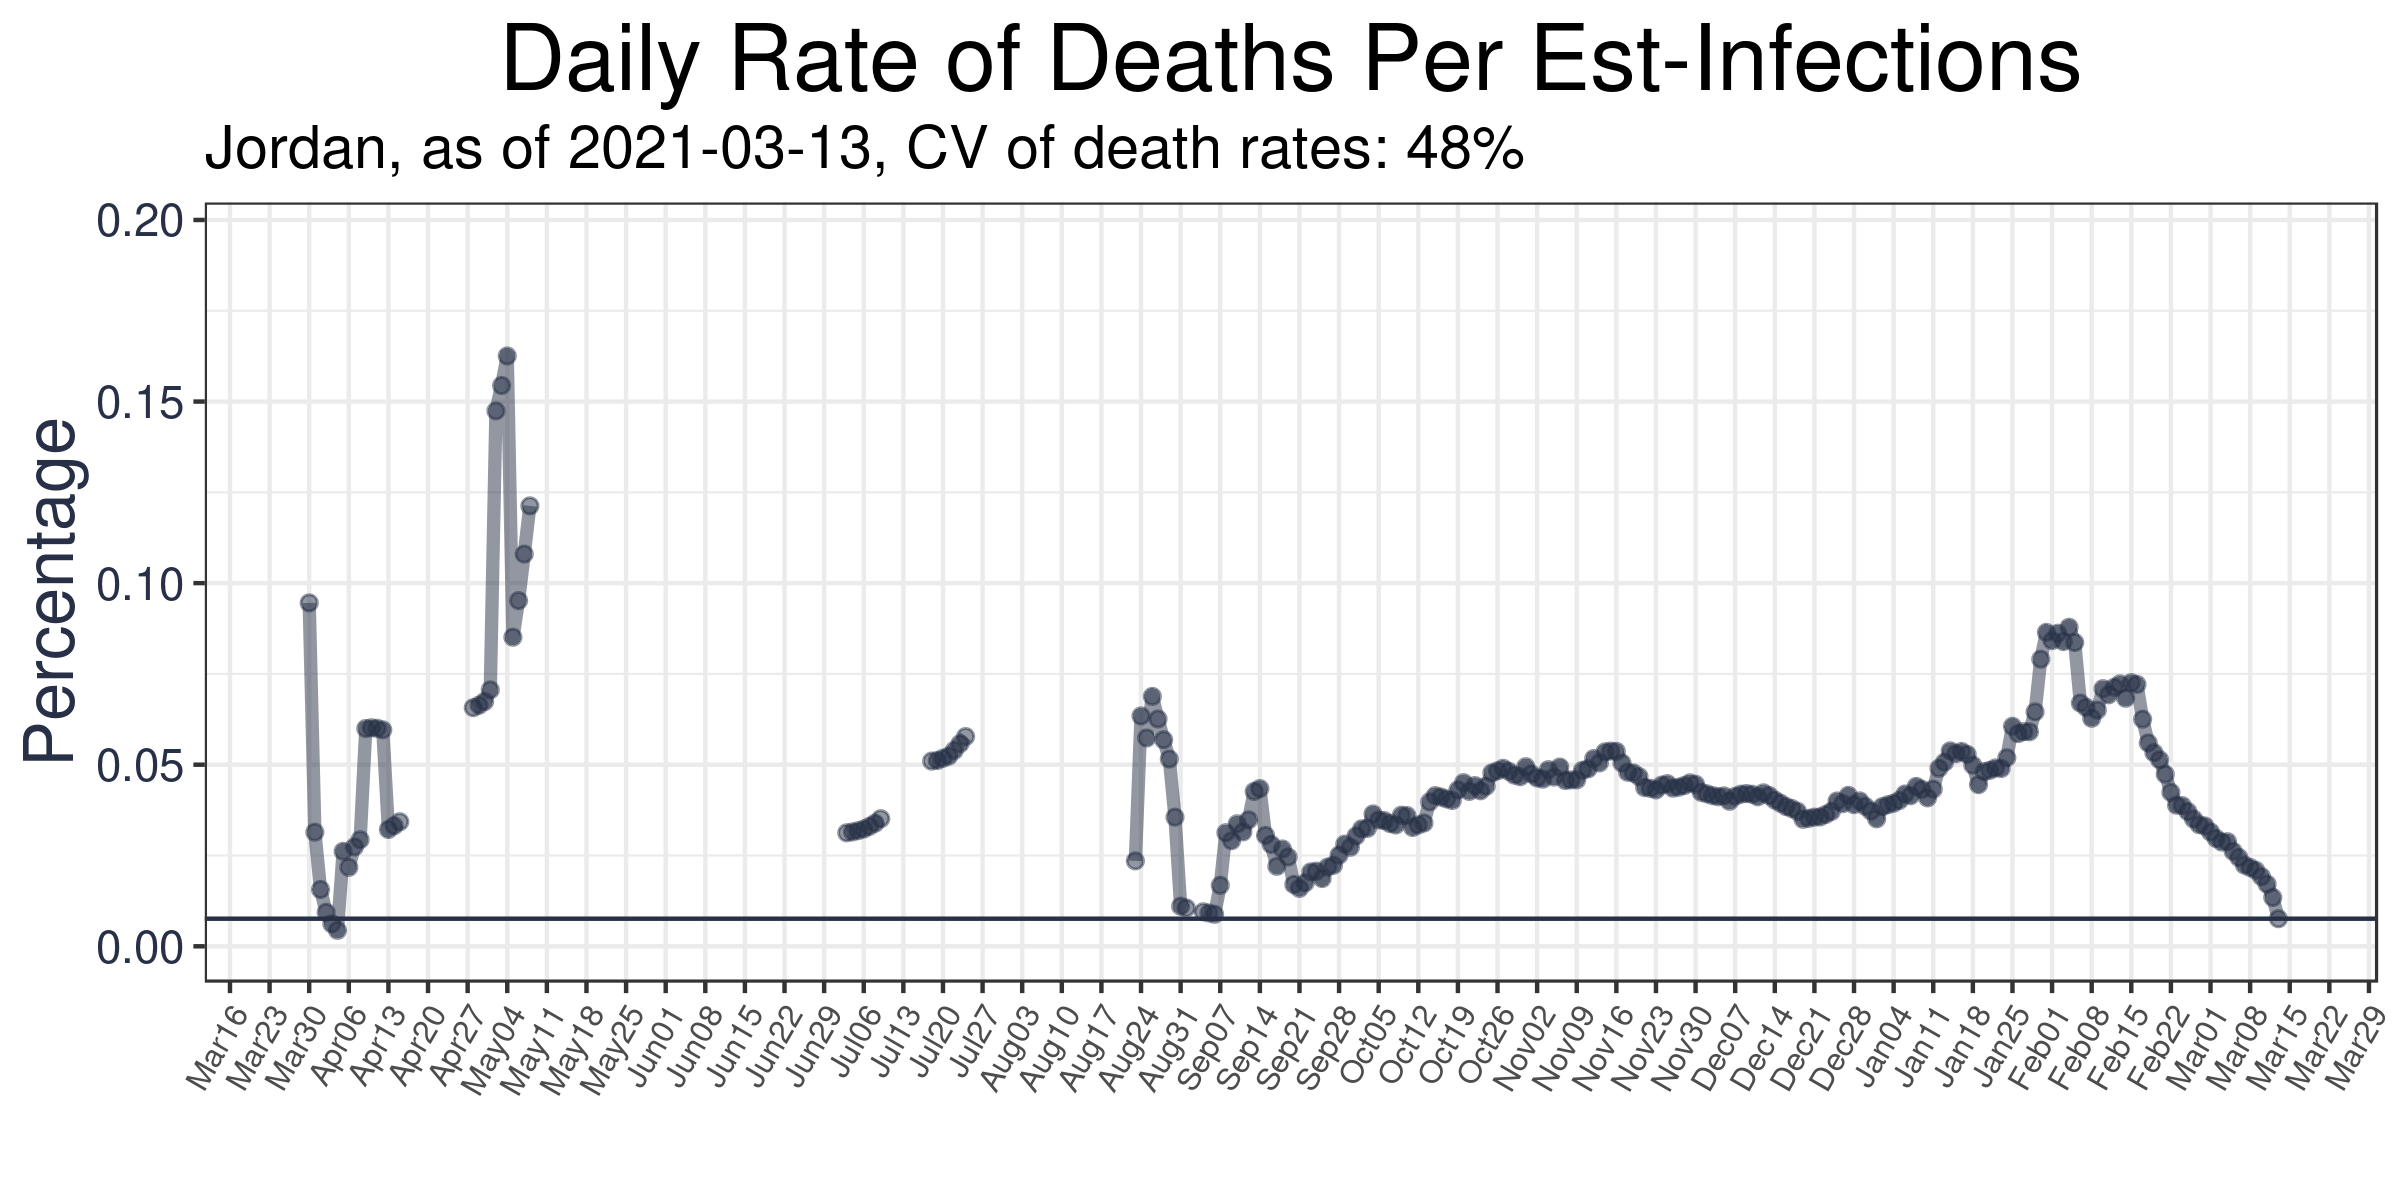 Daily Rate of Deaths Per Est-Infections
Jordan, as of 2021-03-13, CV of death rates: 48%
Percentage
0.20
0.15
0.10
0.05
0.00
Mar16
Mar23
Mar30
Apr06
Apr13
Apr20
Apr27
May04
May11
May18
May25
Jun01
Jun08
Jun15
Jun22
Jun29
Jul06
Jul13
Jul20
Jul27
Aug03
Aug10
Aug17
Aug24
Aug31
Sep07
Sep14
Sep21
Sep28
Oct05
Oct12
Oct19
Oct26
Nov02
Nov09
Nov16
Nov23
Nov30
Dec07
Dec14
Dec21
Dec28
Jan04
Jan11
Jan18
Jan25
Feb01
Feb08
Feb15
Feb22
Mar01
Mar08
Mar15
Mar22
Mar29